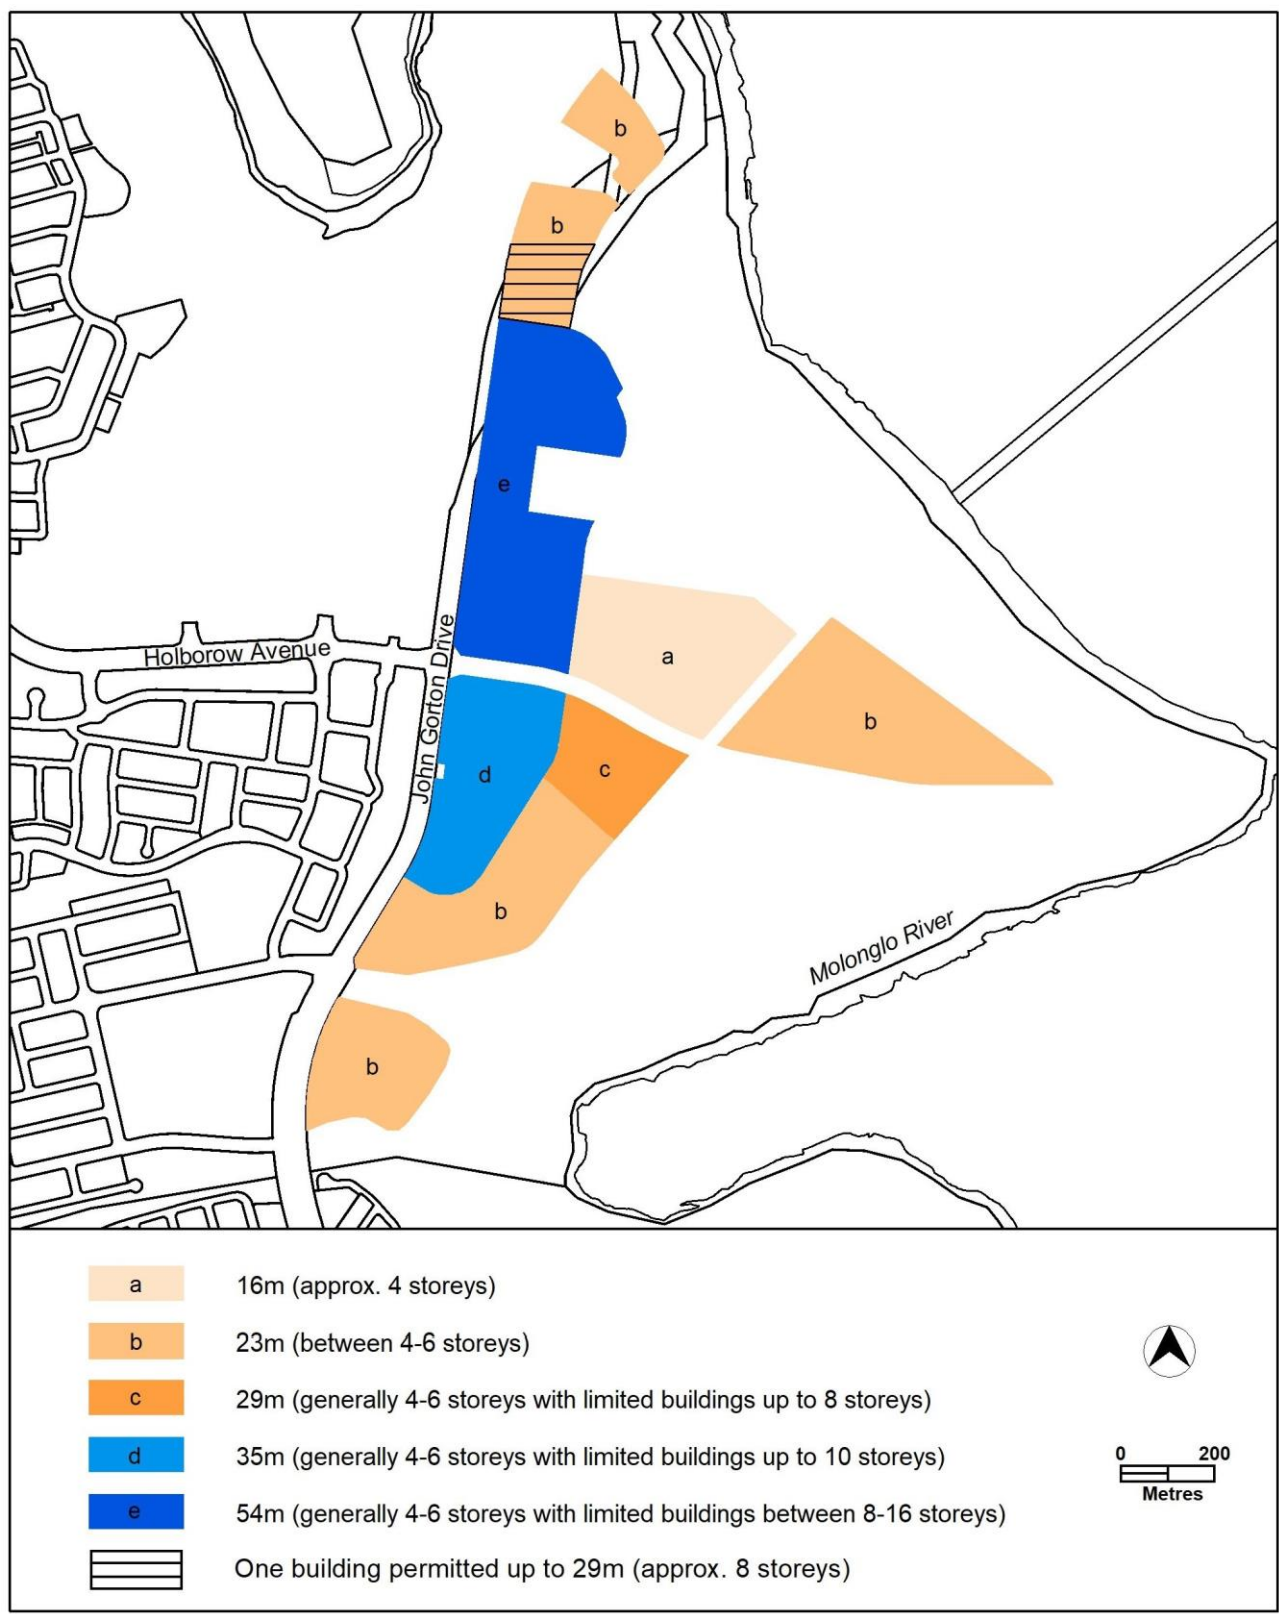 b
b
e
Holborow Avenue
John Gorton Drive
a
b
c
d
b
Molonglo River
b
a 16m (approx. 4 storeys)
b 23m (between 4-6 storeys)
c 29m (generally 4-6 storeys with limited buildings up to 8 storeys)
d 35m (generally 4-6 storeys with limited buildings up to 10 storeys)
e 54m (generally 4-6 storeys with limited buildings between 8-16 storeys)
One building permitted up to 29m (approx. 8 storeys)
0 200
Metres